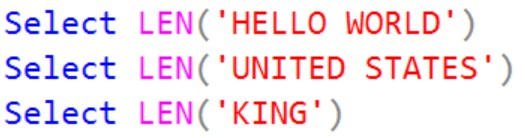 Select LEN('HELLO WORLD')
Select LEN('UNITED STATES')
Select LEN('KING')